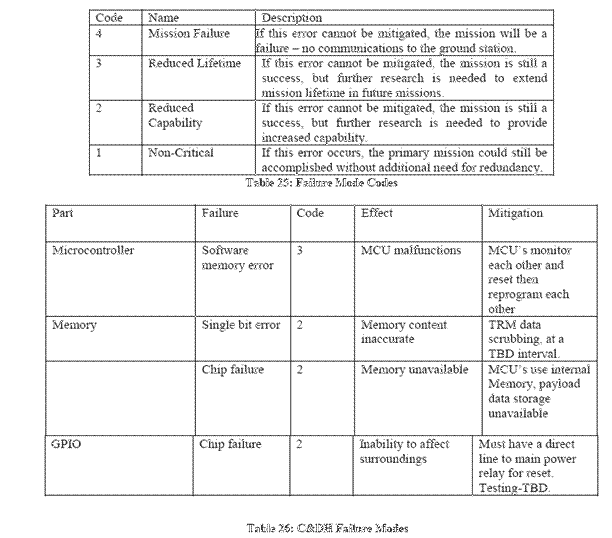 Code Name Description
4 Mission Failure If this error cannot be mitigated, the mission will be a
failure – no communications to the ground station.
3 Reduced Lifetime If this error cannot be mitigated, the mission is still a
success, but further research is needed to extend
mission lifetime in future missions.
2 Reduced If this error cannot be mitigated, the mission is still a
Capability success, but further research is needed to provide
increased capability.
1 Non-Critical If this error occurs, the primary mission could still be
accomplished without additional need for redundancy.
Table 25: Failure Mode Codes
Part Failure Code Effect Mitigation
Microcontroller Software 3 MCU malfunctions MCU's monitor
memory error each other and
reset then
reprogram each
other
Memory Single bit error 2 Memory content TRM data
inaccurate scrubbing, at a
TBD interval.
Chip failure 2 Memory unavailable MCU's use internal
Memory, payload
data storage
unavailable
GPIO Chip failure 2 Inability to affect Must have a direct
surroundings line to main power
relay for reset.
Testing-TBD.
Table 26: C&DH Failure Modes